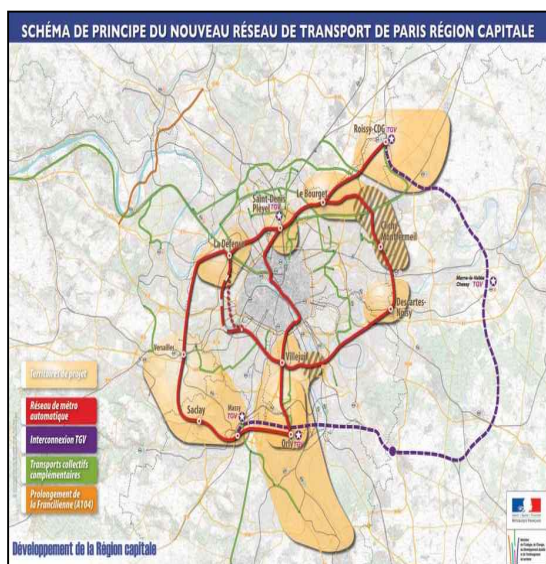 SCHÉMA DE PRINCIPE DU NOUVEAU RÉSEAU DE TRANSPORT DE PARIS RÉGION CAPITALE
Roissy-CDG TGV
Le Bourget
Saint-Denis
Pleyel TGV
Clichy
Montfermeil
La Défense
Marne-la-Vallée
Chessy TGV
Descartes-
Noisy
Versailles
Villejuif
Saclay
Massy
TGV
Orly TGV
Territoires de projet
Réseau de métro
automatique
Interconnexion TGV
Transports collectifs
complémentaires
Prolongement de
la Francilienne (A104)
Développement de la Région capitale